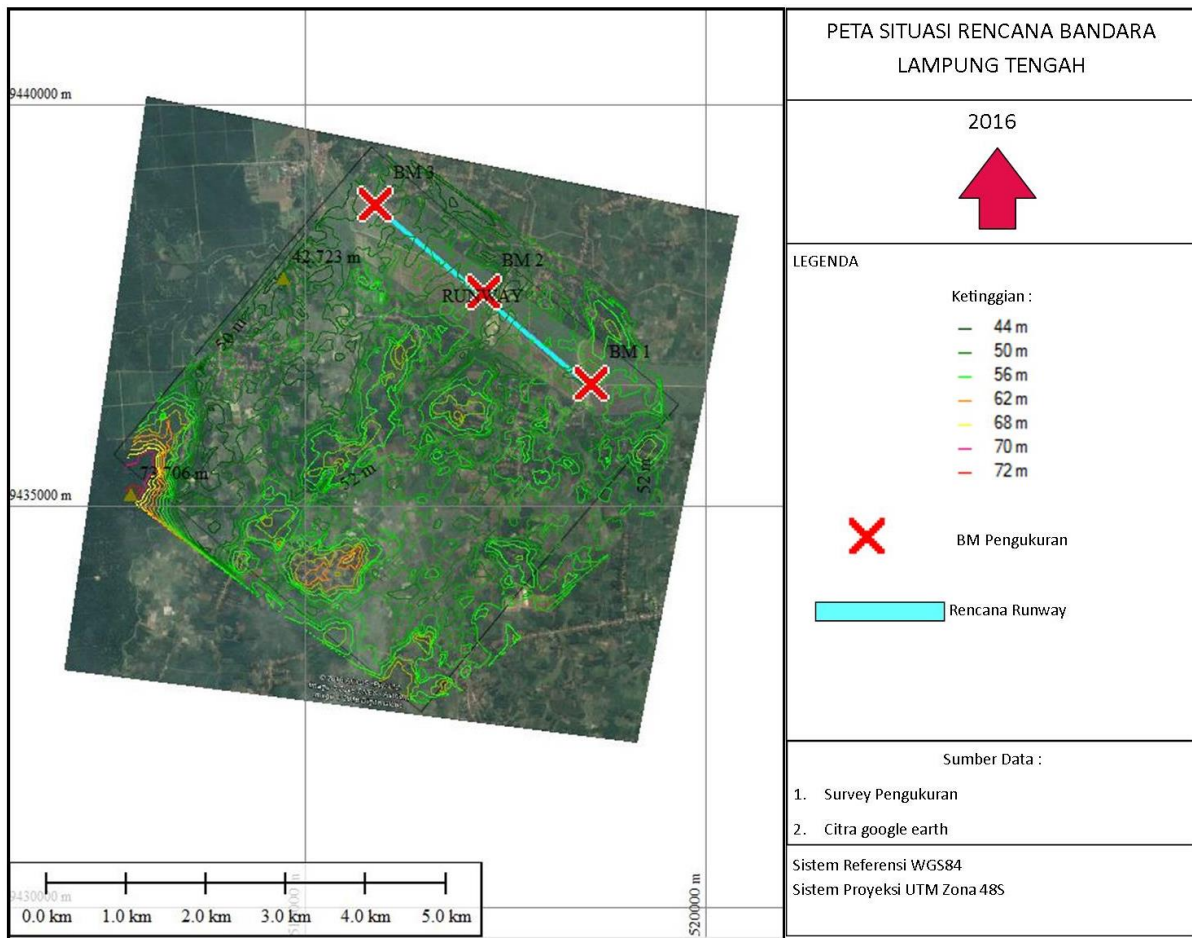 PETA SITUASI RENCANA BANDARA
LAMPUNG TENGAH
2016
LEGENDA
Ketinggian :
44 m
50 m
56 m
62 m
68 m
70 m
72 m
BM Pengukuran
Rencana Runway
Sumber Data :
1. Survey Pengukuran
2. Citra google earth
Sistem Referensi WGS84
Sistem Proyeksi UTM Zona 48S
9440000 m
BM 3
42.723 m
BM 2
RUNWAY
50 m
BM 1
52 m
52 m
73.706 m
9435000 m
9430000 m
520000 m
0.0 km 1.0 km 2.0 km 3.0 km 4.0 km 5.0 km